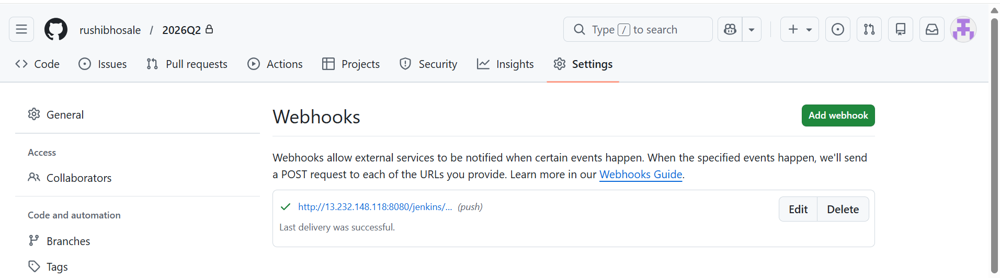 rushibhosale / 2026Q2
Type / to search
Code Issues Pull requests Actions Projects Security Insights Settings
General
Access
Collaborators
Code and automation
Branches
Tags
Webhooks
Add webhook
Webhooks allow external services to be notified when certain events happen. When the specified events happen, we'll send
a POST request to each of the URLs you provide. Learn more in our Webhooks Guide.
http://13.232.148.118:8080/jenkins/... (push)
Edit Delete
Last delivery was successful.